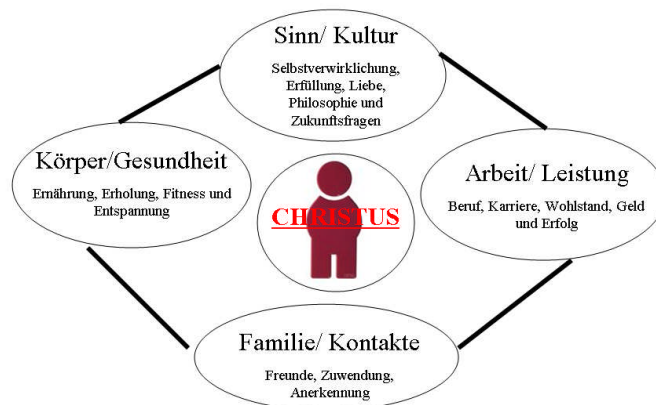 Sinn/ Kultur
Selbstverwirklichung,
Erfüllung, Liebe,
Philosophie und
Zukunftsfragen
Körper/Gesundheit
Ernährung, Erholung, Fitness und
Entspannung
CHRISTUS
Arbeit/ Leistung
Beruf, Karriere, Wohlstand, Geld
und Erfolg
Familie/ Kontakte
Freunde, Zuwendung,
Anerkennung